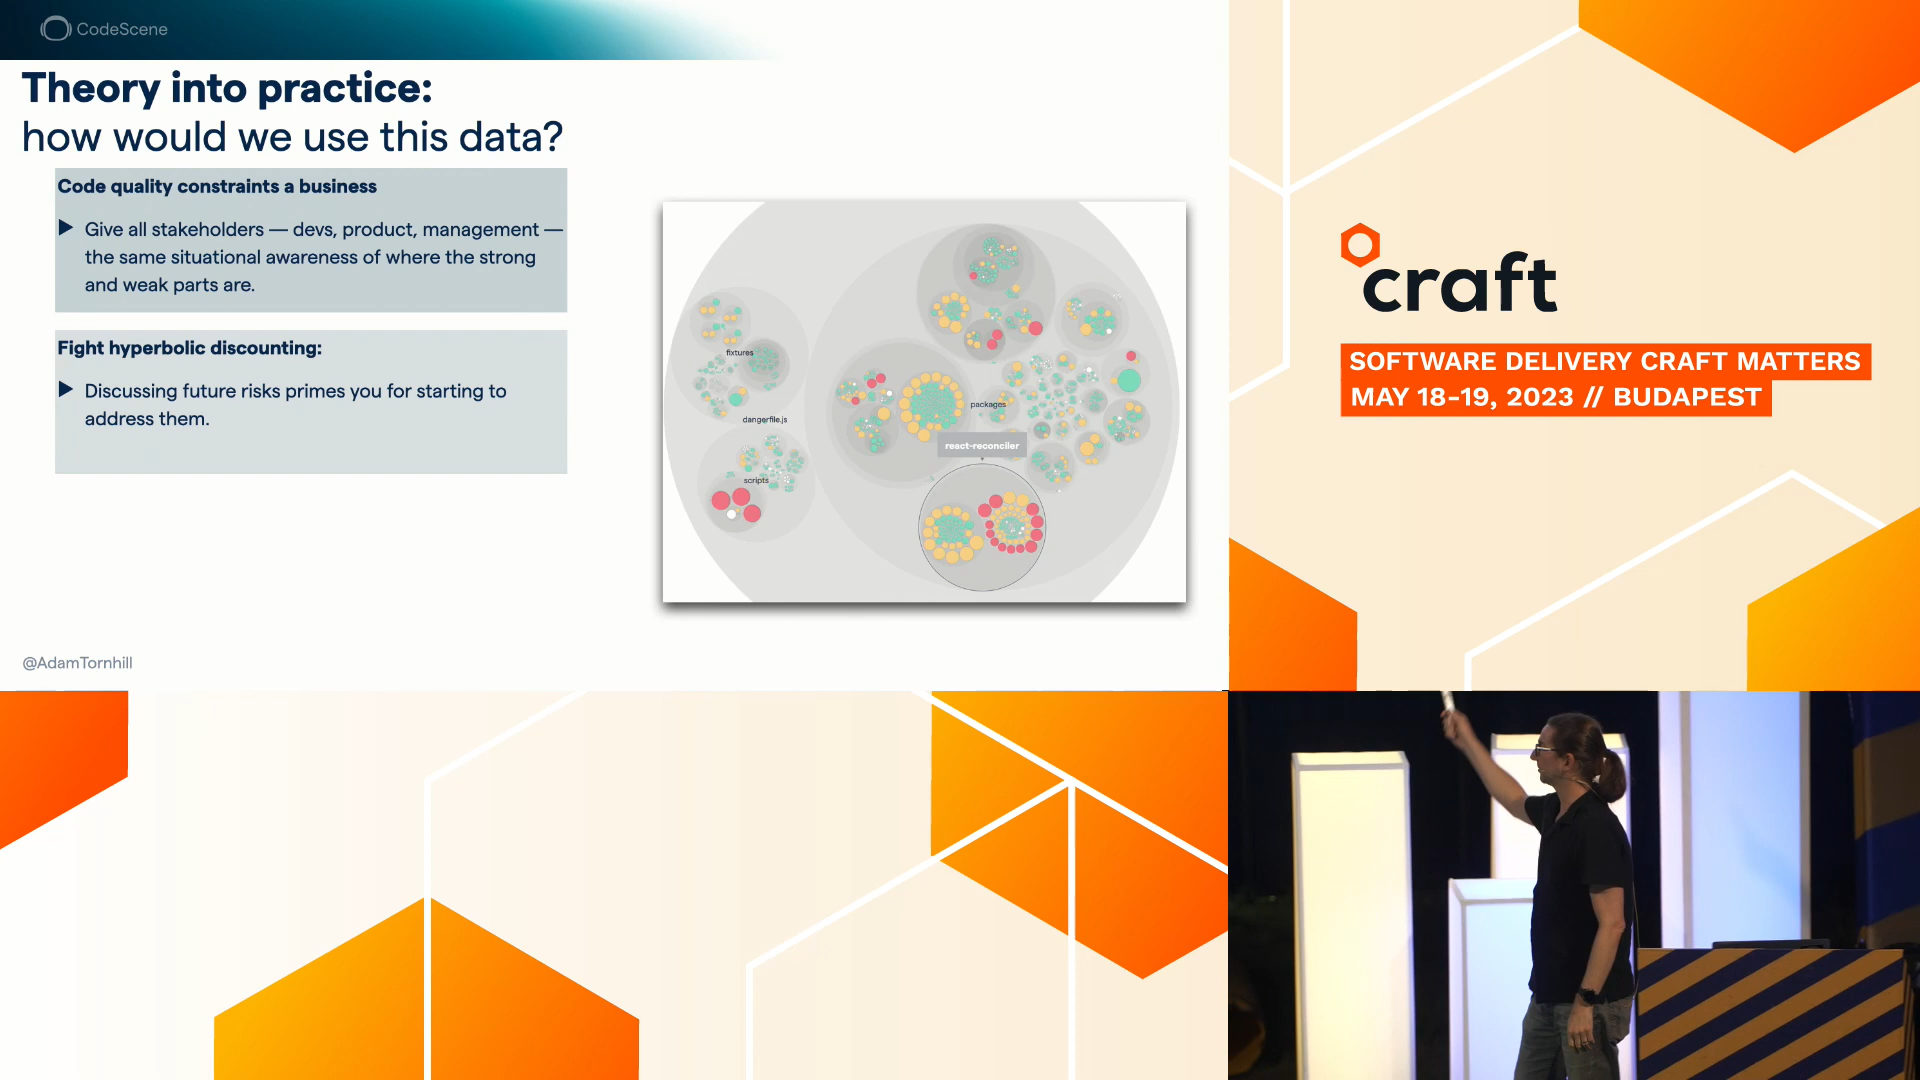 CodeScene
Theory into practice:
how would we use this data?
Code quality constraints a business
Give all stakeholders — devs, product, management —
the same situational awareness of where the strong
and weak parts are.
Fight hyperbolic discounting:
Discussing future risks primes you for starting to
address them.
fixtures
dangerfile.js
scripts
packages
react-reconciler
@AdamTornhill
craft
SOFTWARE DELIVERY CRAFT MATTERS
MAY 18-19, 2023 // BUDAPEST